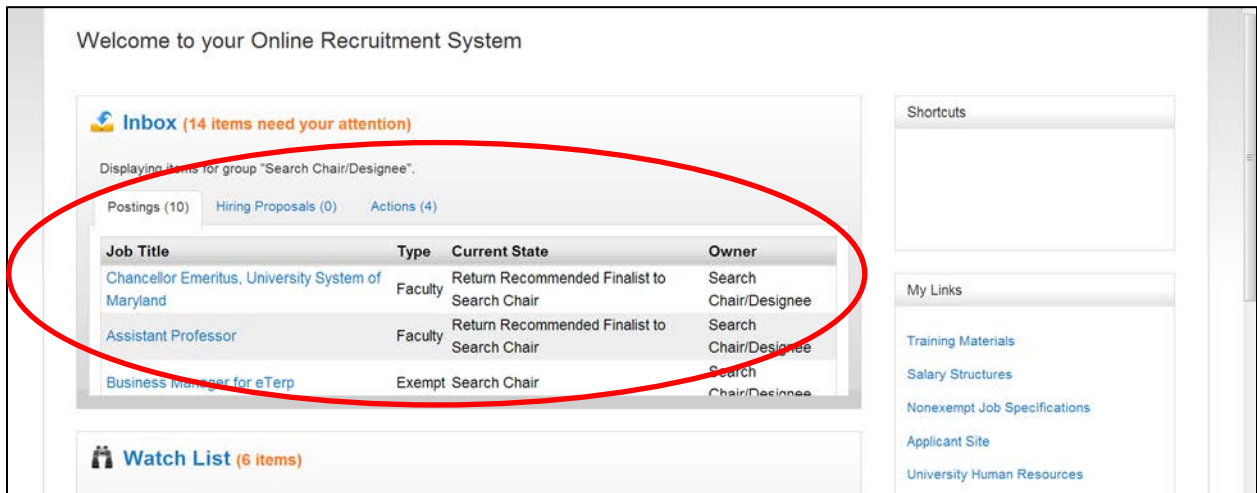 Welcome to your Online Recruitment System
Inbox (14 items need your attention)
Displaying items for group "Search Chair/Designee".
Postings (10) Hiring Proposals (0) Actions (4)
Job Title Type Current State Owner
Chancellor Emeritus, University System of Maryland Faculty Return Recommended Finalist to Search Chair Search Chair/Designee
Assistant Professor Faculty Return Recommended Finalist to Search Chair Search Chair/Designee
Business Manager for eTerp Exempt Search Chair Search Chair/Designee
Watch List (6 items)
Shortcuts
My Links
Training Materials
Salary Structures
Nonexempt Job Specifications
Applicant Site
University Human Resources